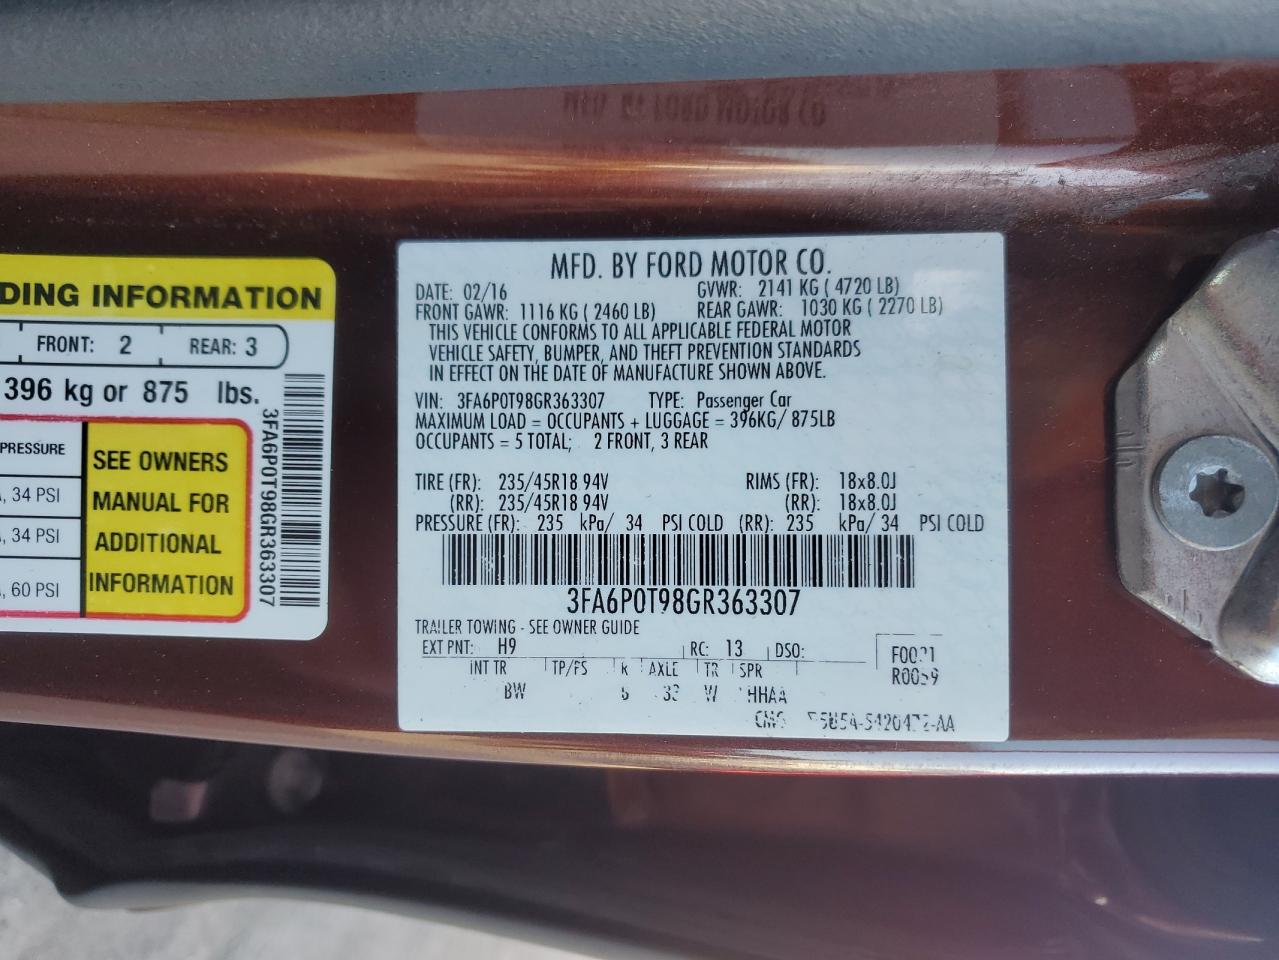 DING INFORMATION
FRONT: 2 REAR: 3
396 kg or 875 lbs.
PRESSURE
, 34 PSI
, 34 PSI
, 60 PSI
SEE OWNERS
MANUAL FOR
ADDITIONAL
INFORMATION
3FA6P0T98GR363307
MFD. BY FORD MOTOR CO.
DATE: 02/16 GVWR: 2141 KG ( 4720 LB)
FRONT GAWR: 1116 KG ( 2460 LB) REAR GAWR: 1030 KG ( 2270 LB)
THIS VEHICLE CONFORMS TO ALL APPLICABLE FEDERAL MOTOR
VEHICLE SAFETY, BUMPER, AND THEFT PREVENTION STANDARDS
IN EFFECT ON THE DATE OF MANUFACTURE SHOWN ABOVE.
VIN: 3FA6P0T98GR363307 TYPE: Passenger Car
MAXIMUM LOAD = OCCUPANTS + LUGGAGE = 396KG/ 875LB
OCCUPANTS = 5 TOTAL; 2 FRONT, 3 REAR
TIRE (FR): 235/45R18 94V RIMS (FR): 18x8.0J
(RR): 235/45R18 94V (RR): 18x8.0J
PRESSURE (FR): 235 kPa/ 34 PSI COLD (RR): 235 kPa/ 34 PSI COLD
3FA6P0T98GR363307
TRAILER TOWING - SEE OWNER GUIDE
EXT PNT: H9 RC: 13 DSO:
INT TR TP/FS R AXLE TR SPR
BW W HHAA